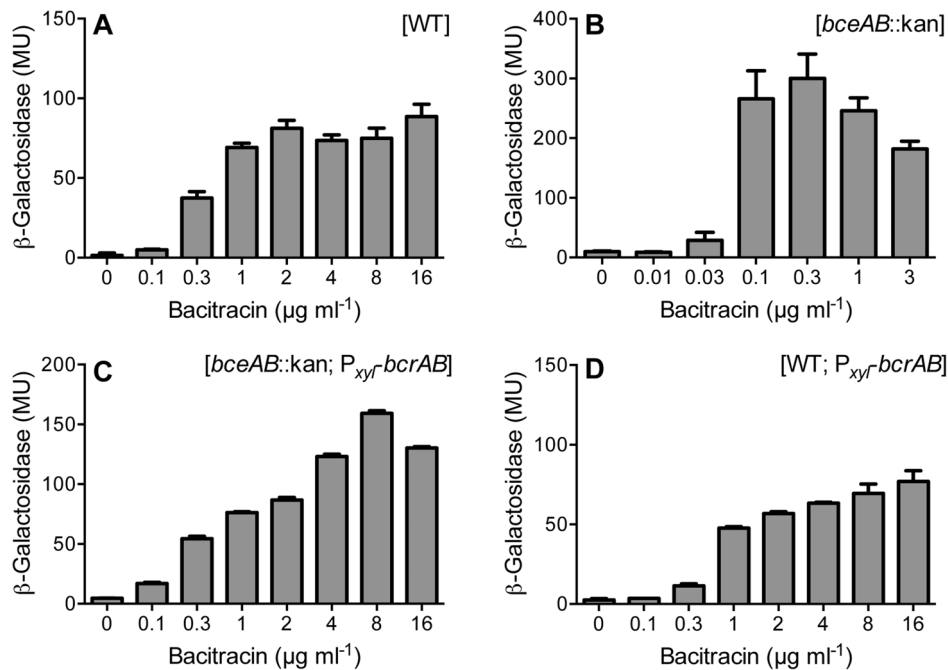 A
[WT]
150
100
50
0
β-Galactosidase (MU)
0 0.1 0.3 1 2 4 8 16
Bacitracin (µg ml⁻¹)
B
[bceAB::kan]
400
300
200
100
0
β-Galactosidase (MU)
0 0.01 0.03 0.1 0.3 1 3
Bacitracin (µg ml⁻¹)
C
[bceAB::kan; Pxyl-bcrAB]
200
150
100
50
0
β-Galactosidase (MU)
0 0.1 0.3 1 2 4 8 16
Bacitracin (µg ml⁻¹)
D
[WT; Pxyl-bcrAB]
150
100
50
0
β-Galactosidase (MU)
0 0.1 0.3 1 2 4 8 16
Bacitracin (µg ml⁻¹)